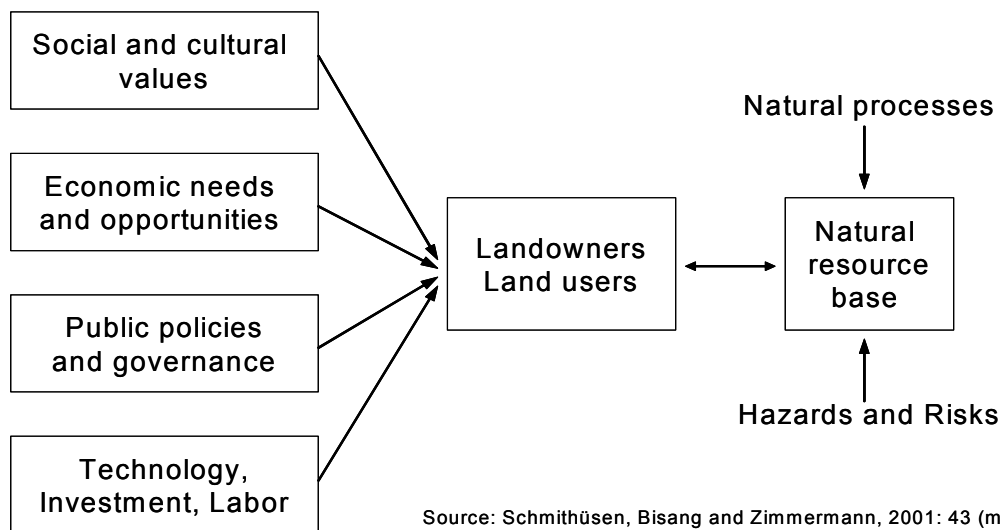 Social and cultural
values
Economic needs
and opportunities
Public policies
and governance
Technology,
Investment, Labor
Landowners
Land users
Natural processes
Natural
resource
base
Hazards and Risks
Source: Schmithüsen, Bisang and Zimmermann, 2001: 43 (m